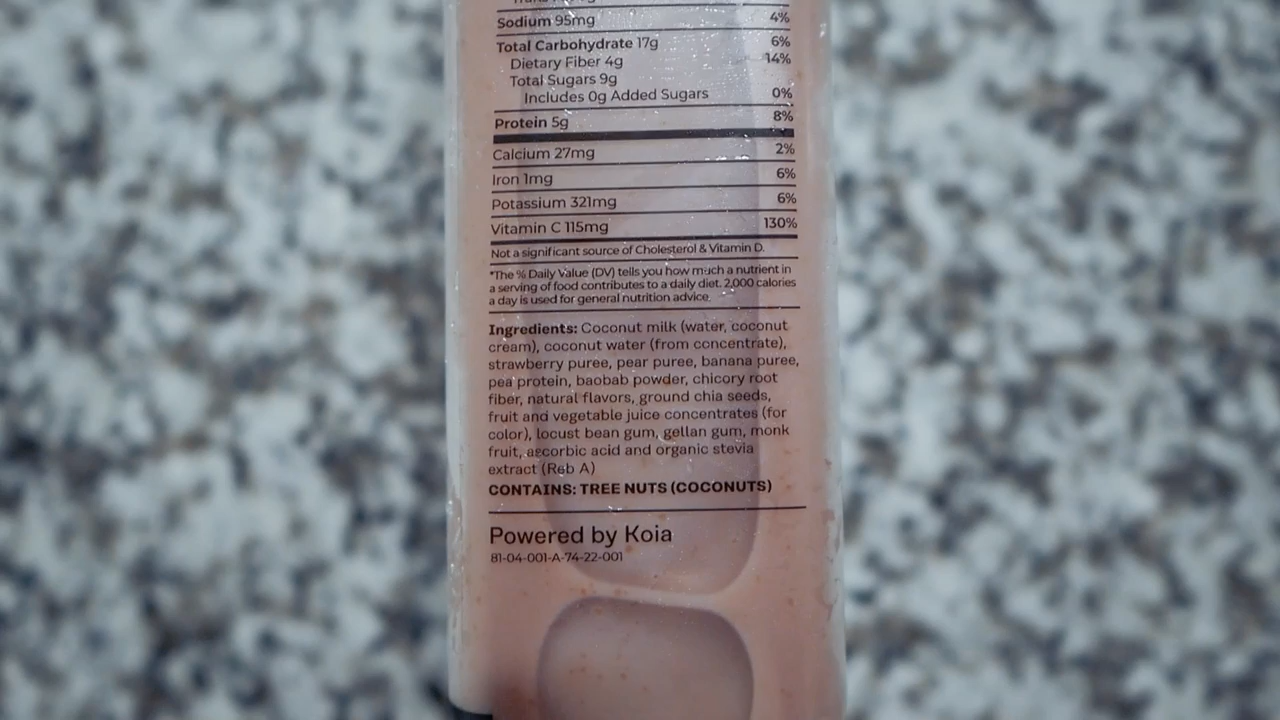 Sodium 95mg 4%
Total Carbohydrate 17g 6%
Dietary Fiber 4g 14%
Total Sugars 9g
Includes 0g Added Sugars 0%
Protein 5g 8%
Calcium 27mg 2%
Iron 1mg 6%
Potassium 321mg 6%
Vitamin C 115mg 130%
Not a significant source of Cholesterol & Vitamin D.
*The % Daily Value (DV) tells you how much a nutrient in
a serving of food contributes to a daily diet. 2,000 calories
a day is used for general nutrition advice.
Ingredients: Coconut milk (water, coconut
cream), coconut water (from concentrate),
strawberry puree, pear puree, banana puree,
pea protein, baobab powder, chicory root
fiber, natural flavors, ground chia seeds,
fruit and vegetable juice concentrates (for
color), locust bean gum, gellan gum, monk
fruit, ascorbic acid and organic stevia
extract (Reb A)
CONTAINS: TREE NUTS (COCONUTS)
Powered by Koia
81-04-001-A-74-22-001